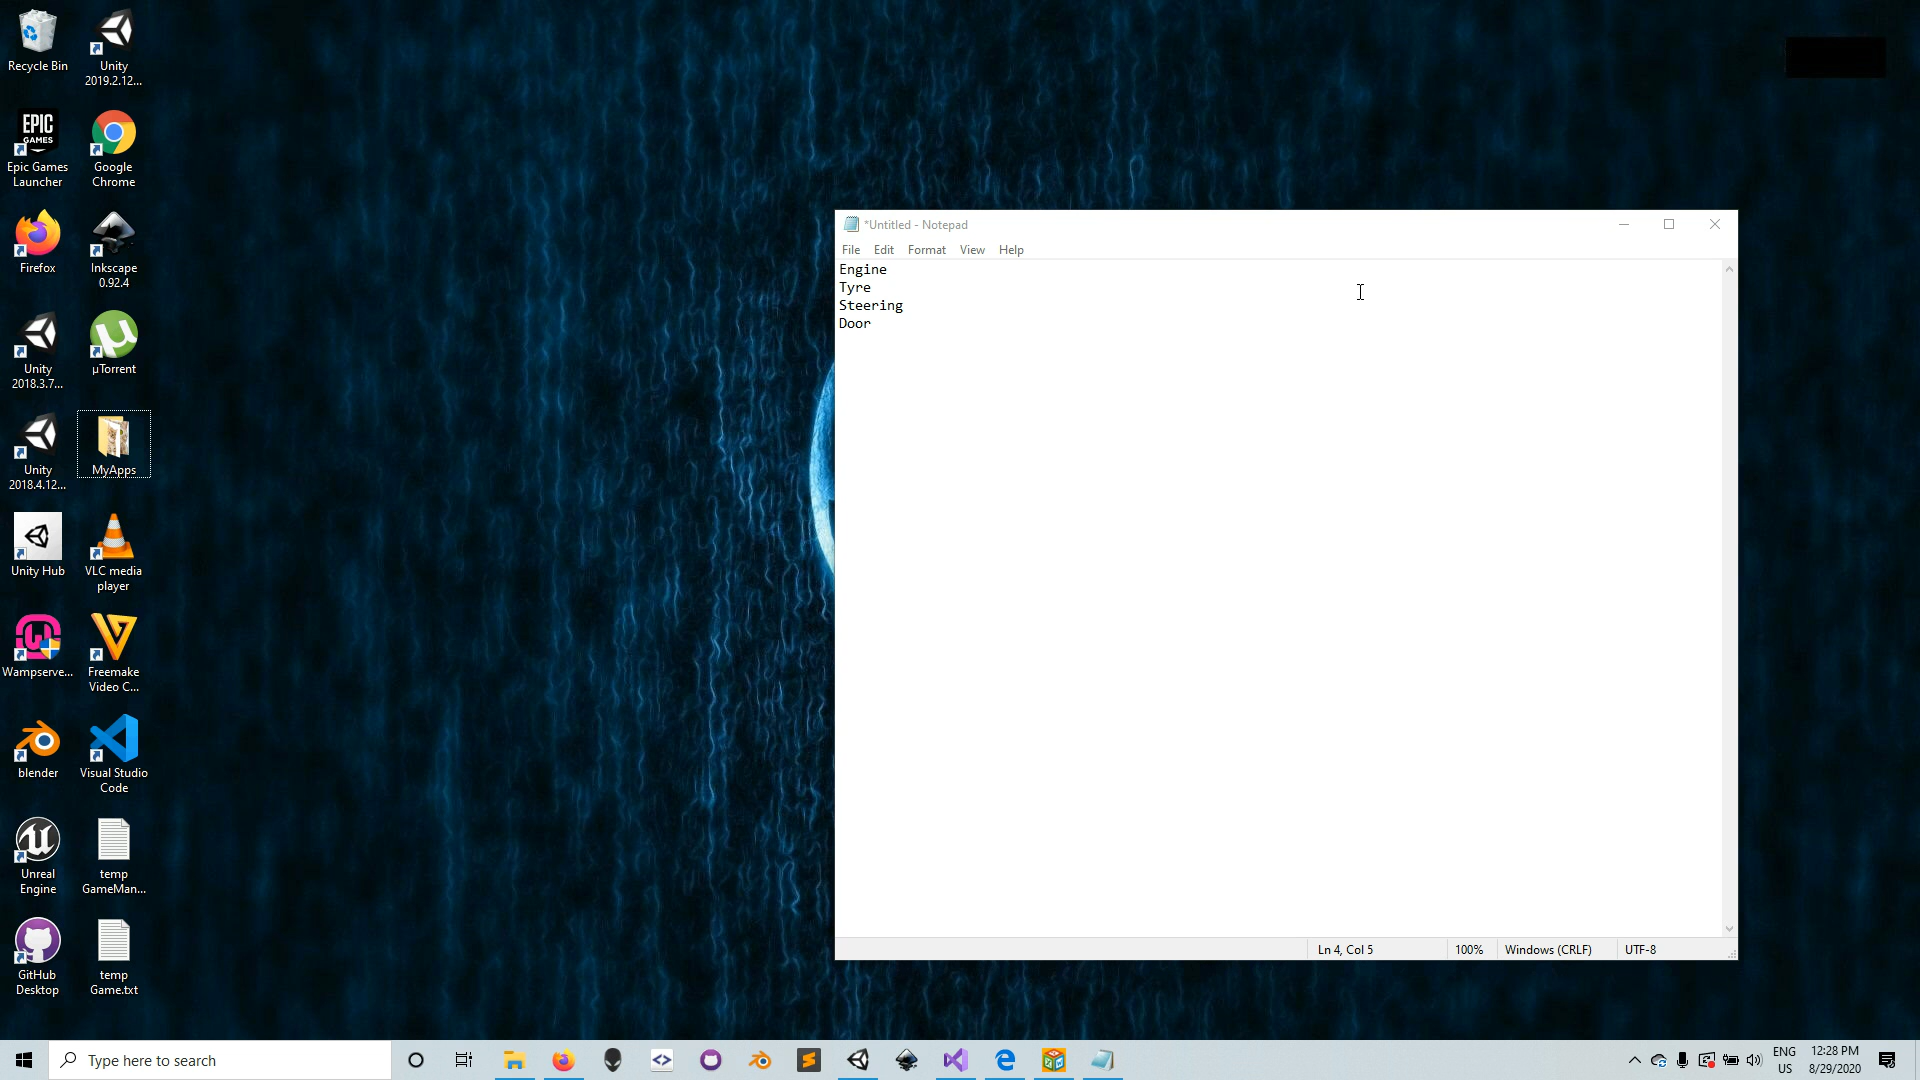 Recycle Bin
Unity
2019.2.12...
EPIC
GAMES
Epic Games
Launcher
Google
Chrome
Firefox
Inkscape
0.92.4
Unity
2018.3.7...
µTorrent
Unity
2018.4.12...
MyApps
Unity Hub
VLC media
player
Wampserve...
Freemake
Video C...
blender
Visual Studio
Code
Unreal
Engine
temp
GameMan...
GitHub
Desktop
temp
Game.txt
*Untitled - Notepad
File Edit Format View Help
Engine
Tyre
Steering
Door
Ln 4, Col 5 100% Windows (CRLF) UTF-8
Type here to search
ENG
US
12:28 PM
8/29/2020